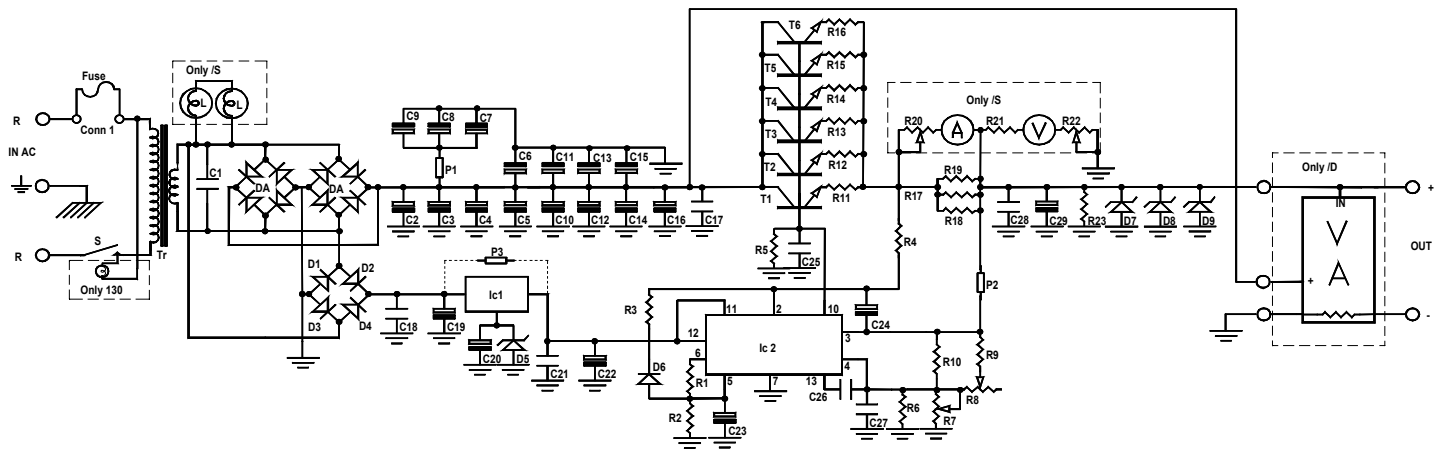 Fuse
Conn 1
R
IN AC
R
S
Only 130
Tr
Only /S
L
L
C1
DA
DA
D1
D2
D3
D4
C9
C8
C7
P1
C6
C11
C13
C15
C2
C3
C4
C5
C10
C12
C14
C16
C17
C18
C19
P3
Ic1
C20
D5
C21
C22
T6
R16
T5
R15
T4
R14
T3
R13
T2
R12
T1
R11
R5
C25
R3
D6
R1
R2
C23
Ic 2
11
2
10
12
6
5
7
13
3
4
C24
C26
C27
R4
R17
R19
R18
Only /S
R20
A
R21
V
R22
P2
R10
R9
R8
R6
R7
C28
C29
R23
D7
D8
D9
Only /D
IN
V
A
+
+
OUT
-